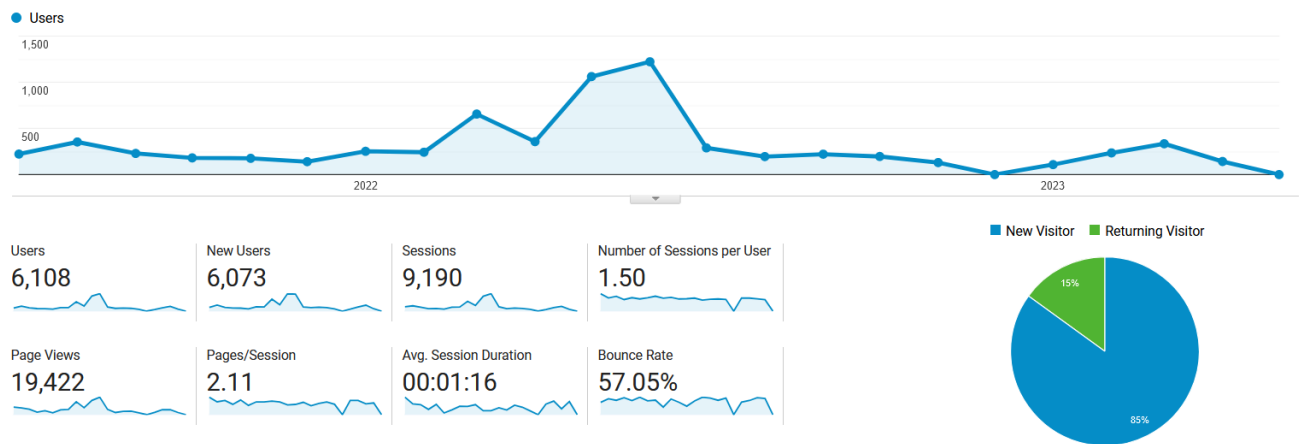 Users
1,500
1,000
500
2022
2023
New Visitor Returning Visitor
Users
6,108
New Users
6,073
Sessions
9,190
Number of Sessions per User
1.50
Page Views
19,422
Pages/Session
2.11
Avg. Session Duration
00:01:16
Bounce Rate
57.05%
15%
85%